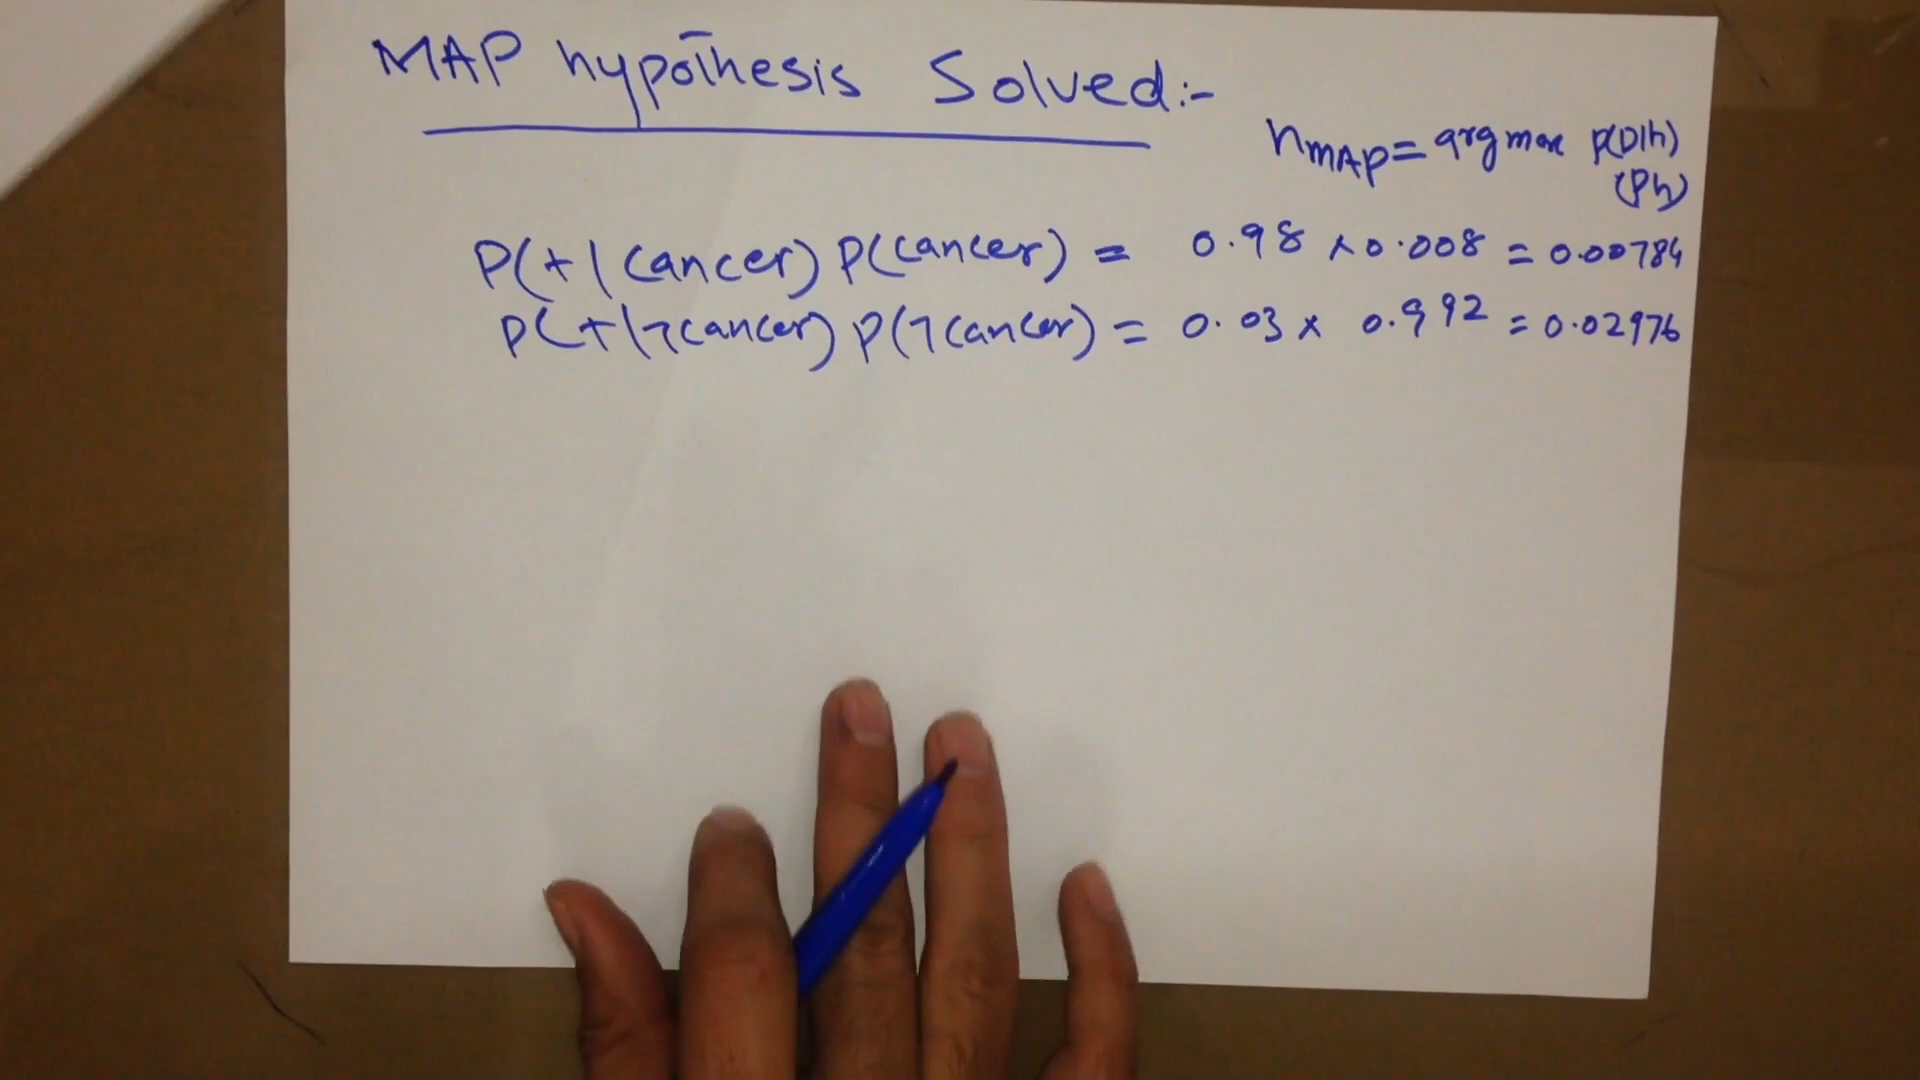 MAP hypothesis Solved:-
hMAP = argmax P(D|h)
(Ph)
P(+|cancer) P(cancer) = 0.98 × 0.008 = 0.00784
P(+|¬cancer) P(¬cancer) = 0.03 × 0.992 = 0.02976